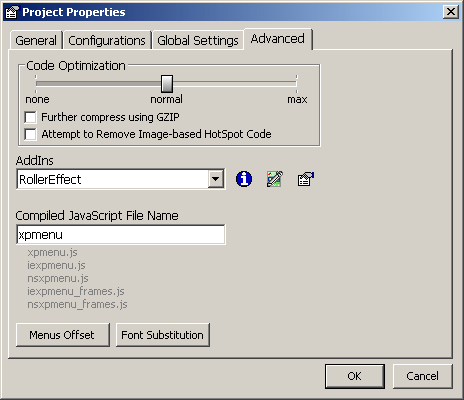 Project Properties
General Configurations Global Settings Advanced
Code Optimization
none normal max
Further compress using GZIP
Attempt to Remove Image-based HotSpot Code
AddIns
RollerEffect
Compiled JavaScript File Name
xpmenu
xpmenu.js
iexpmenu.js
nsxpmenu.js
iexpmenu_frames.js
nsxpmenu_frames.js
Menus Offset Font Substitution
OK Cancel